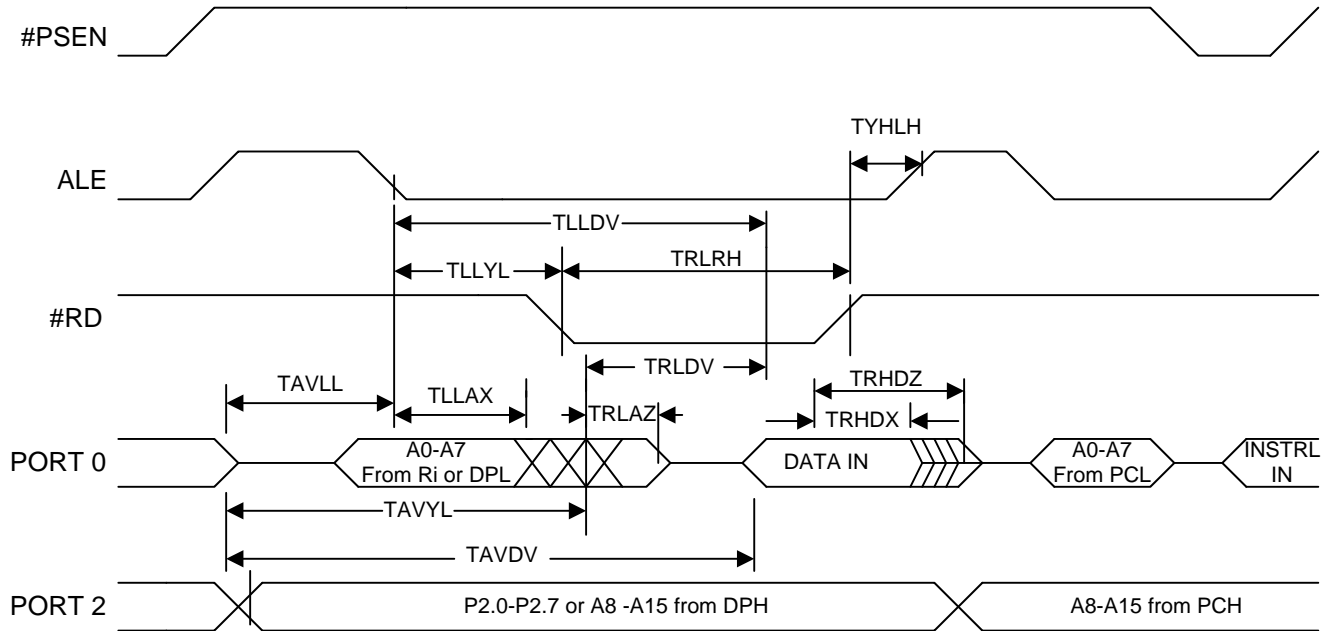 #PSEN
TYHLH
ALE
TLLDV
TLLYL
TRLRH
#RD
TRLDV
TAVLL
TLLAX
TRHDZ
TRLAZ
TRHDX
PORT 0
A0-A7
From Ri or DPL
DATA IN
A0-A7
From PCL
INSTRL
IN
TAVYL
TAVDV
PORT 2
P2.0-P2.7 or A8 -A15 from DPH
A8-A15 from PCH